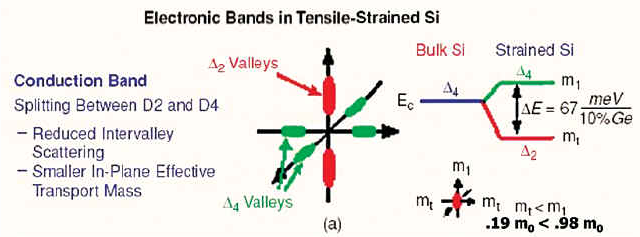 Electronic Bands in Tensile-Strained Si
Conduction Band
Splitting Between D2 and D4
– Reduced Intervalley
Scattering
– Smaller In-Plane Effective
Transport Mass
Δ2 Valleys
Δ4 Valleys
(a)
Bulk Si
Strained Si
Ec
Δ4
Δ4
m1
ΔE = 67 meV
10%Ge
mt
Δ2
m1
mt
mt
mt < m1
.19 m0 < .98 m0